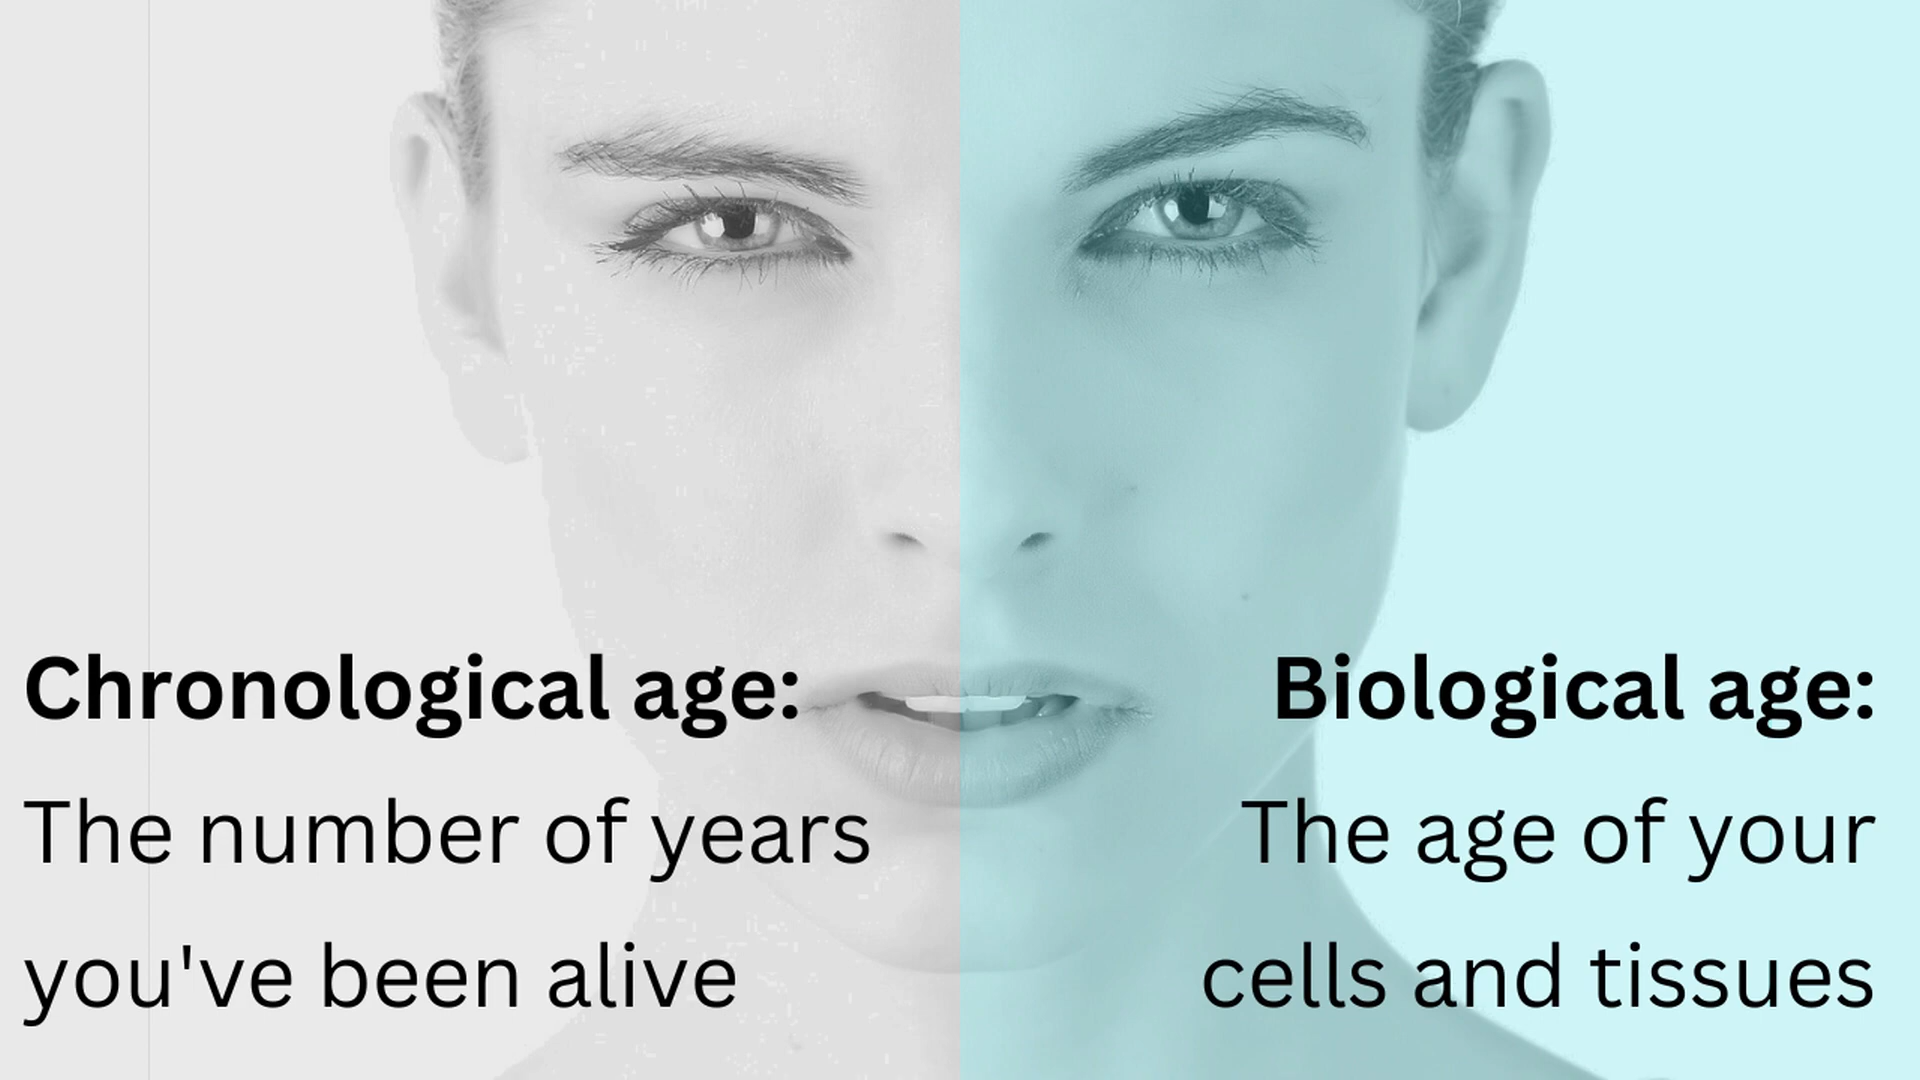 Chronological age:
The number of years
you've been alive
Biological age:
The age of your
cells and tissues